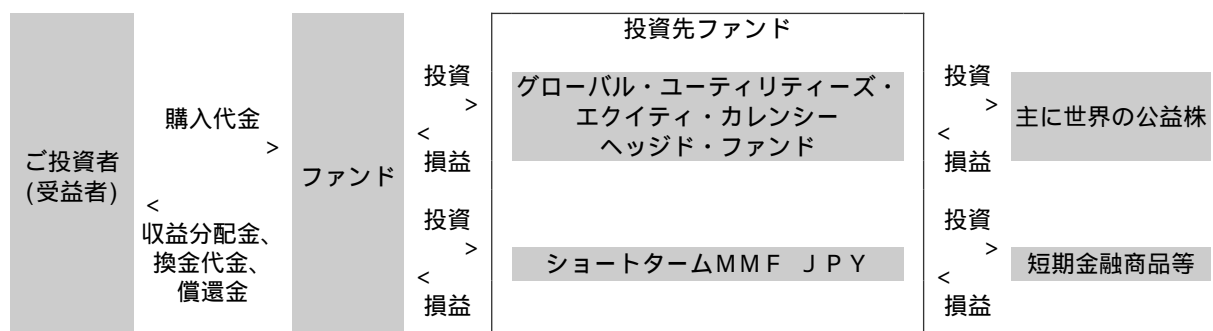 投資先ファンド
ご投資者
(受益者)
購入代金
>
<
収益分配金、
換金代金、
償還金
ファンド
投資
>
<
損益
グローバル・ユーティリティーズ・
エクイティ・カレンシー
ヘッジド・ファンド
投資
>
<
損益
主に世界の公益株
投資
>
<
損益
ショートタームＭＭＦ　ＪＰＹ
投資
>
<
損益
短期金融商品等